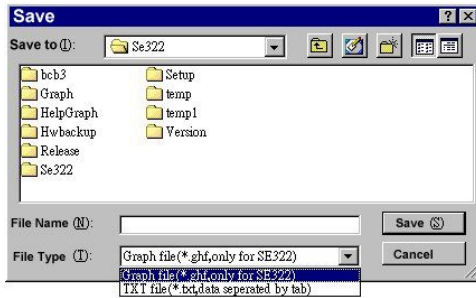 Save
Save to (I): Se322
bcb3 Setup
Graph temp
HelpGraph temp1
Hwbackup Version
Release
Se322
File Name (N): Save (S)
File Type (T): Graph file(*.ghf,only for SE322) Cancel
Graph file(*.ghf,only for SE322)
TXT file(*.txt,data seperated by tab)